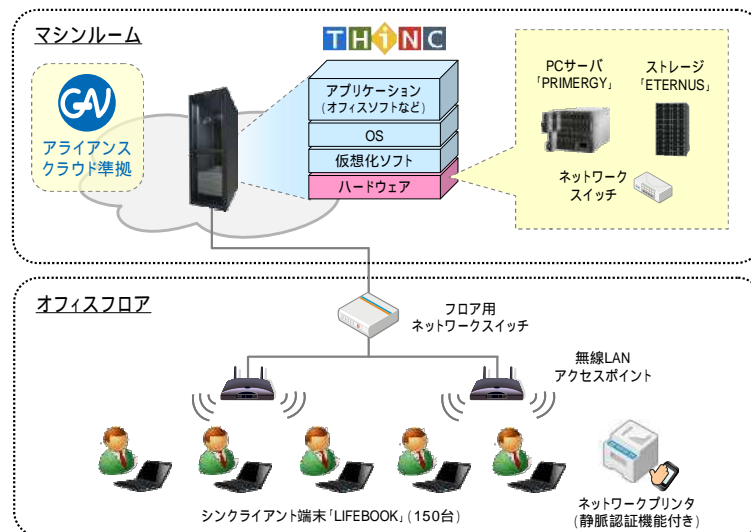 マシンルーム
THiNC
GAV
アライアンス
クラウド準拠
アプリケーション
(オフィスソフトなど)
OS
仮想化ソフト
ハードウェア
PCサーバ
「PRIMERGY」
ストレージ
「ETERNUS」
ネットワーク
スイッチ
オフィスフロア
フロア用
ネットワークスイッチ
無線LAN
アクセスポイント
シンクライアント端末「LIFEBOOK」(150台)
ネットワークプリンタ
(静脈認証機能付き)